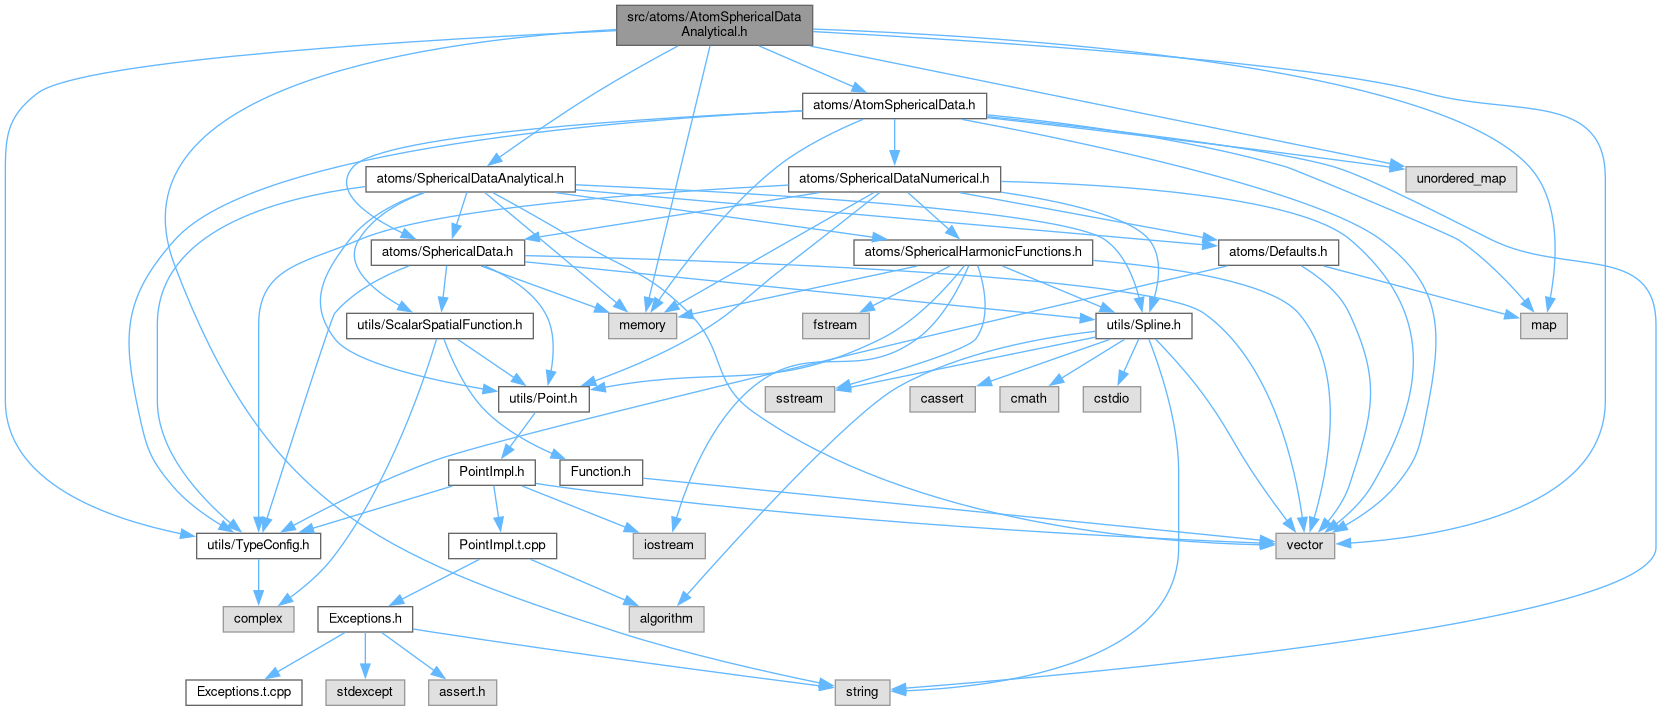 src/atoms/AtomSphericalData
Analytical.h
atoms/AtomSphericalData.h
atoms/SphericalDataAnalytical.h
atoms/SphericalDataNumerical.h
unordered_map
atoms/SphericalData.h
atoms/SphericalHarmonicFunctions.h
atoms/Defaults.h
utils/ScalarSpatialFunction.h
memory
fstream
utils/Spline.h
map
utils/Point.h
sstream
cassert
cmath
cstdio
PointImpl.h
Function.h
utils/TypeConfig.h
PointImpl.t.cpp
iostream
vector
complex
Exceptions.h
algorithm
Exceptions.t.cpp
stdexcept
assert.h
string